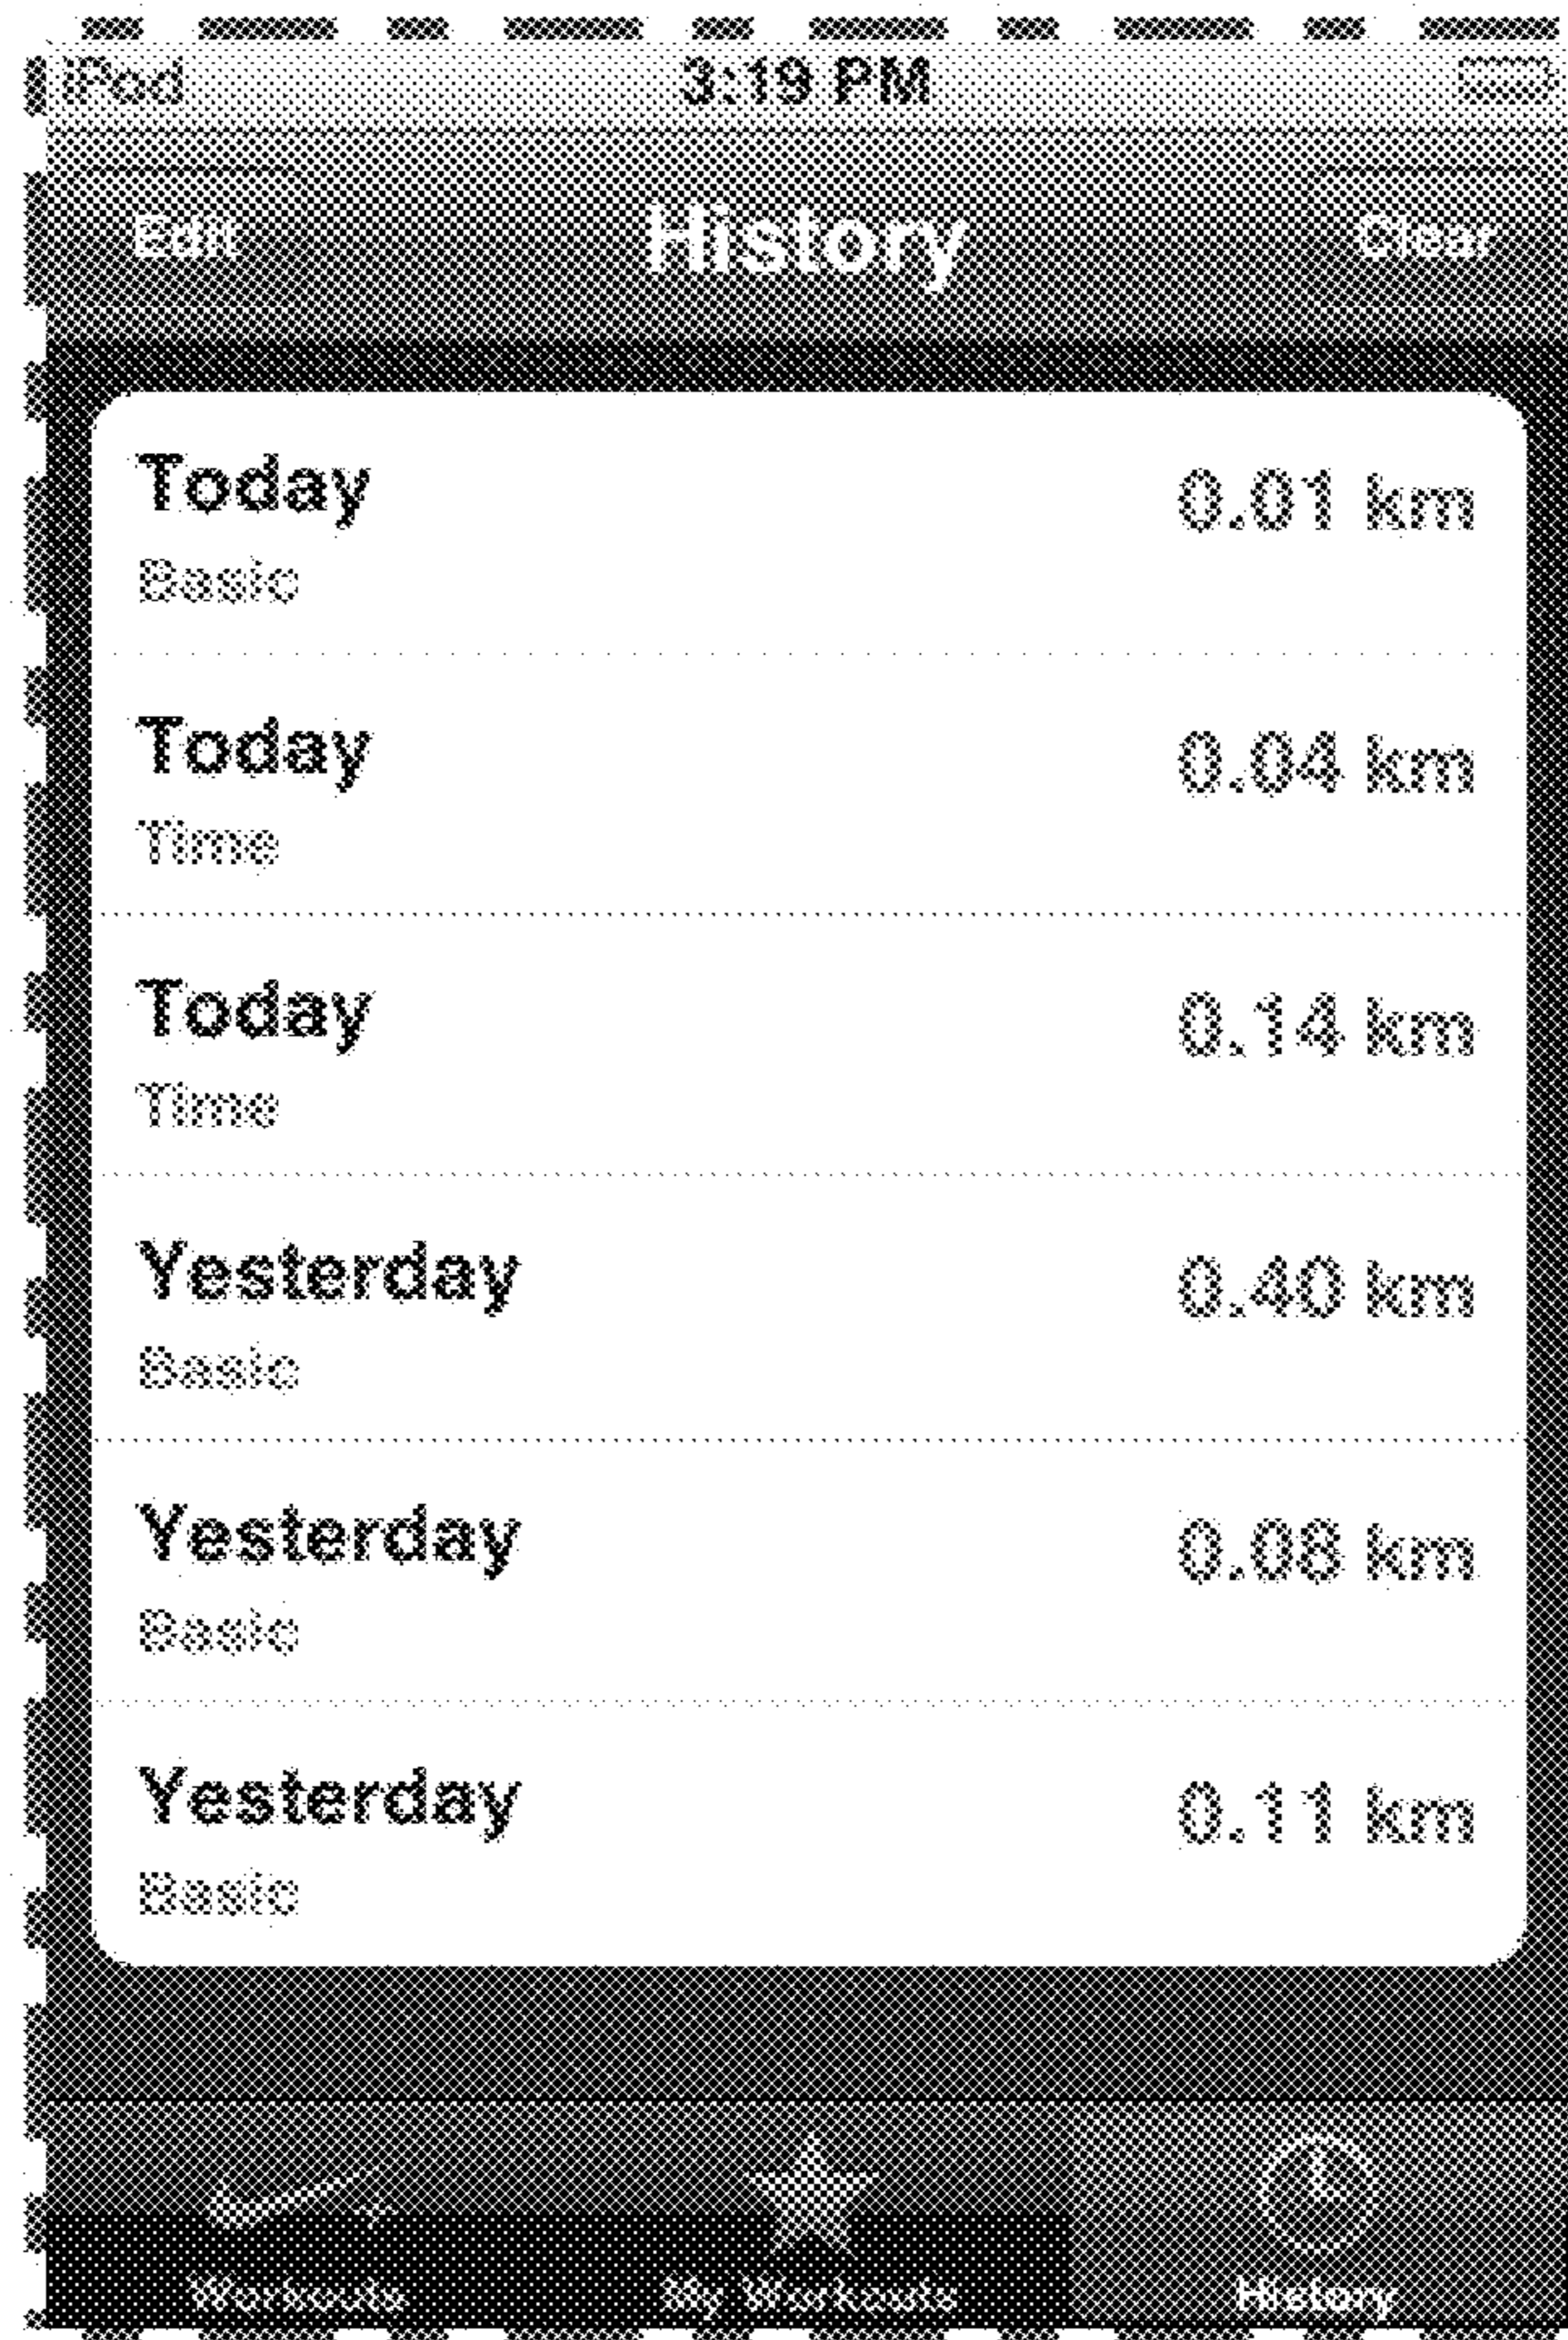 iPod 3:19 PM
Edit History Clear
Today 0.01 km
Basic
Today 0.04 km
Time
Today 0.14 km
Time
Yesterday 0.40 km
Basic
Yesterday 0.08 km
Basic
Yesterday 0.11 km
Basic
Workouts My Workouts History